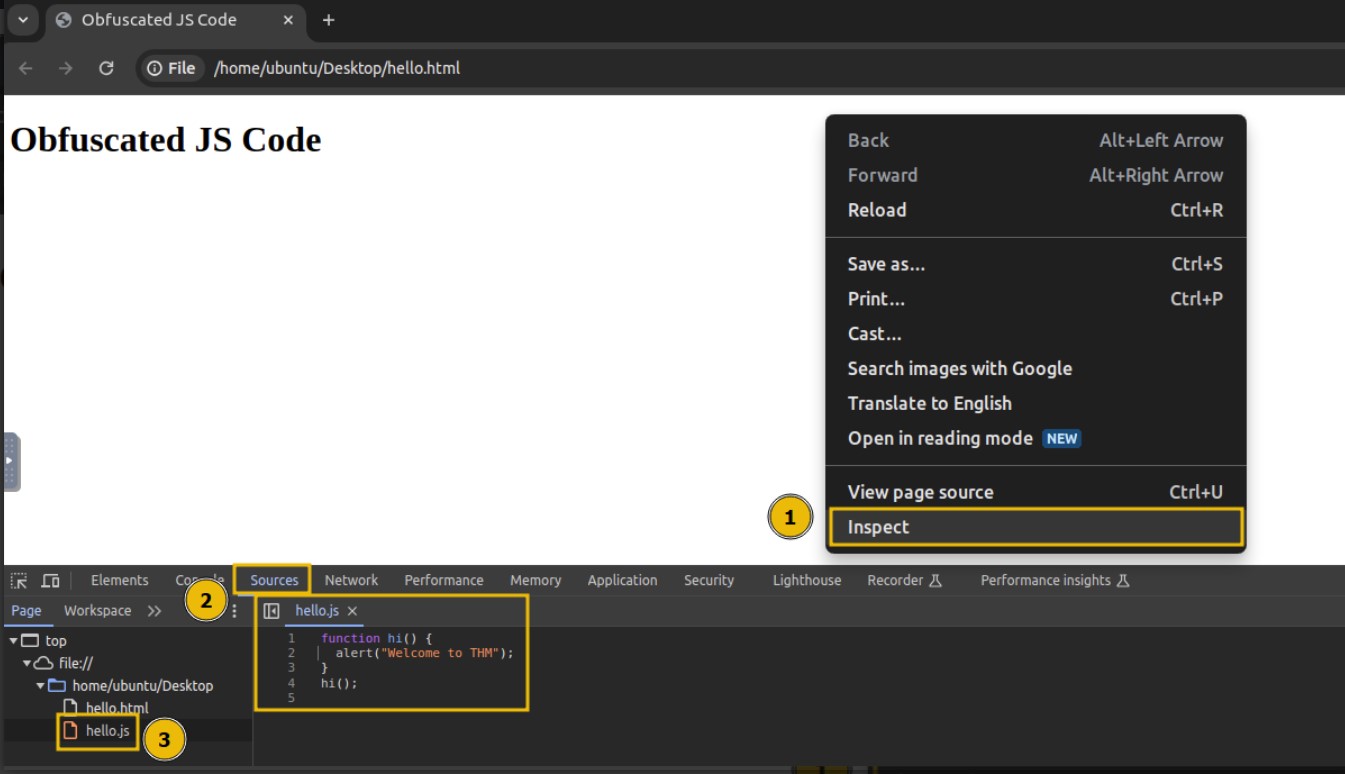 Obfuscated JS Code
File /home/ubuntu/Desktop/hello.html
Obfuscated JS Code
Back Alt+Left Arrow
Forward Alt+Right Arrow
Reload Ctrl+R
Save as... Ctrl+S
Print... Ctrl+P
Cast...
Search images with Google
Translate to English
Open in reading mode NEW
View page source Ctrl+U
1 Inspect
Elements Console Sources Network Performance Memory Application Security Lighthouse Recorder Performance insights
2
Page Workspace hello.js
1 function hi() {
2 alert("Welcome to THM");
3 }
4 hi();
5
top
file://
home/ubuntu/Desktop
hello.html
hello.js 3